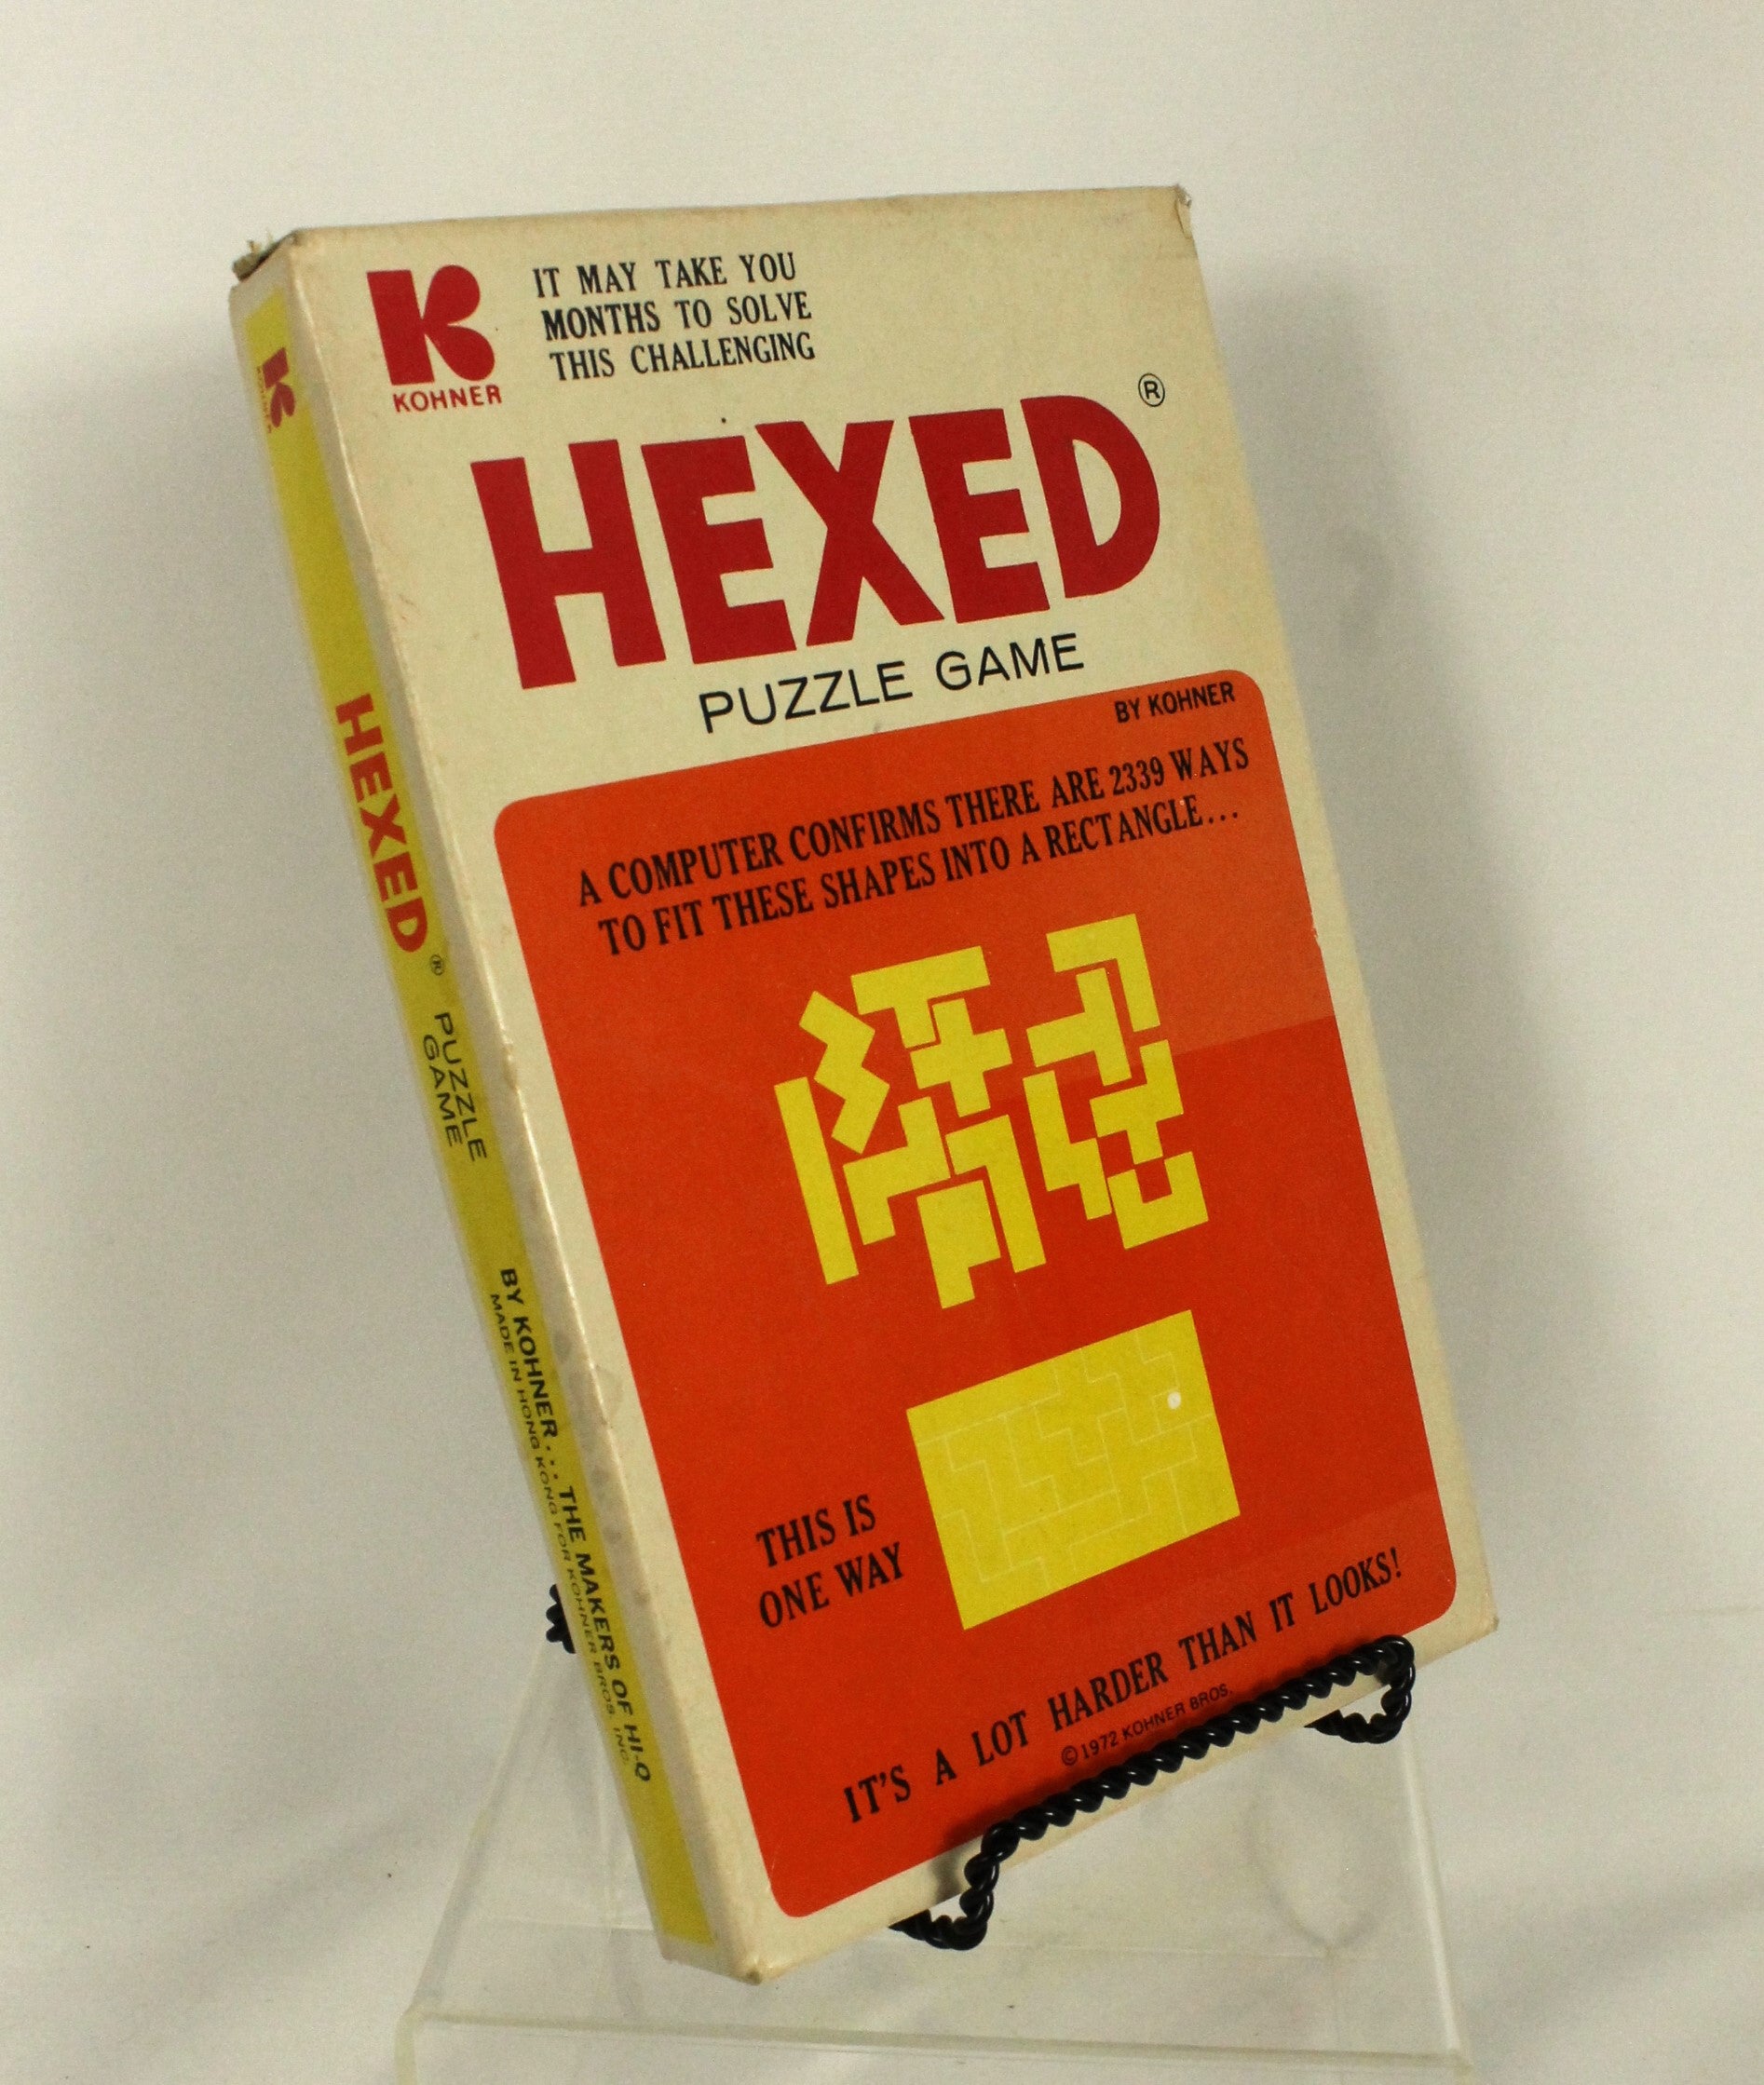 KOHNER
IT MAY TAKE YOU
MONTHS TO SOLVE
THIS CHALLENGING
HEXED®
PUZZLE GAME
BY KOHNER
A COMPUTER CONFIRMS THERE ARE 2339 WAYS
TO FIT THESE SHAPES INTO A RECTANGLE...
THIS IS
ONE WAY
IT'S A LOT HARDER THAN IT LOOKS!
©1972 KOHNER BROS.
K
KOHNER
HEXED®
PUZZLE
GAME
BY KOHNER.... THE MAKERS OF HI-Q
MADE IN HONG KONG FOR KOHNER BROS. INC.